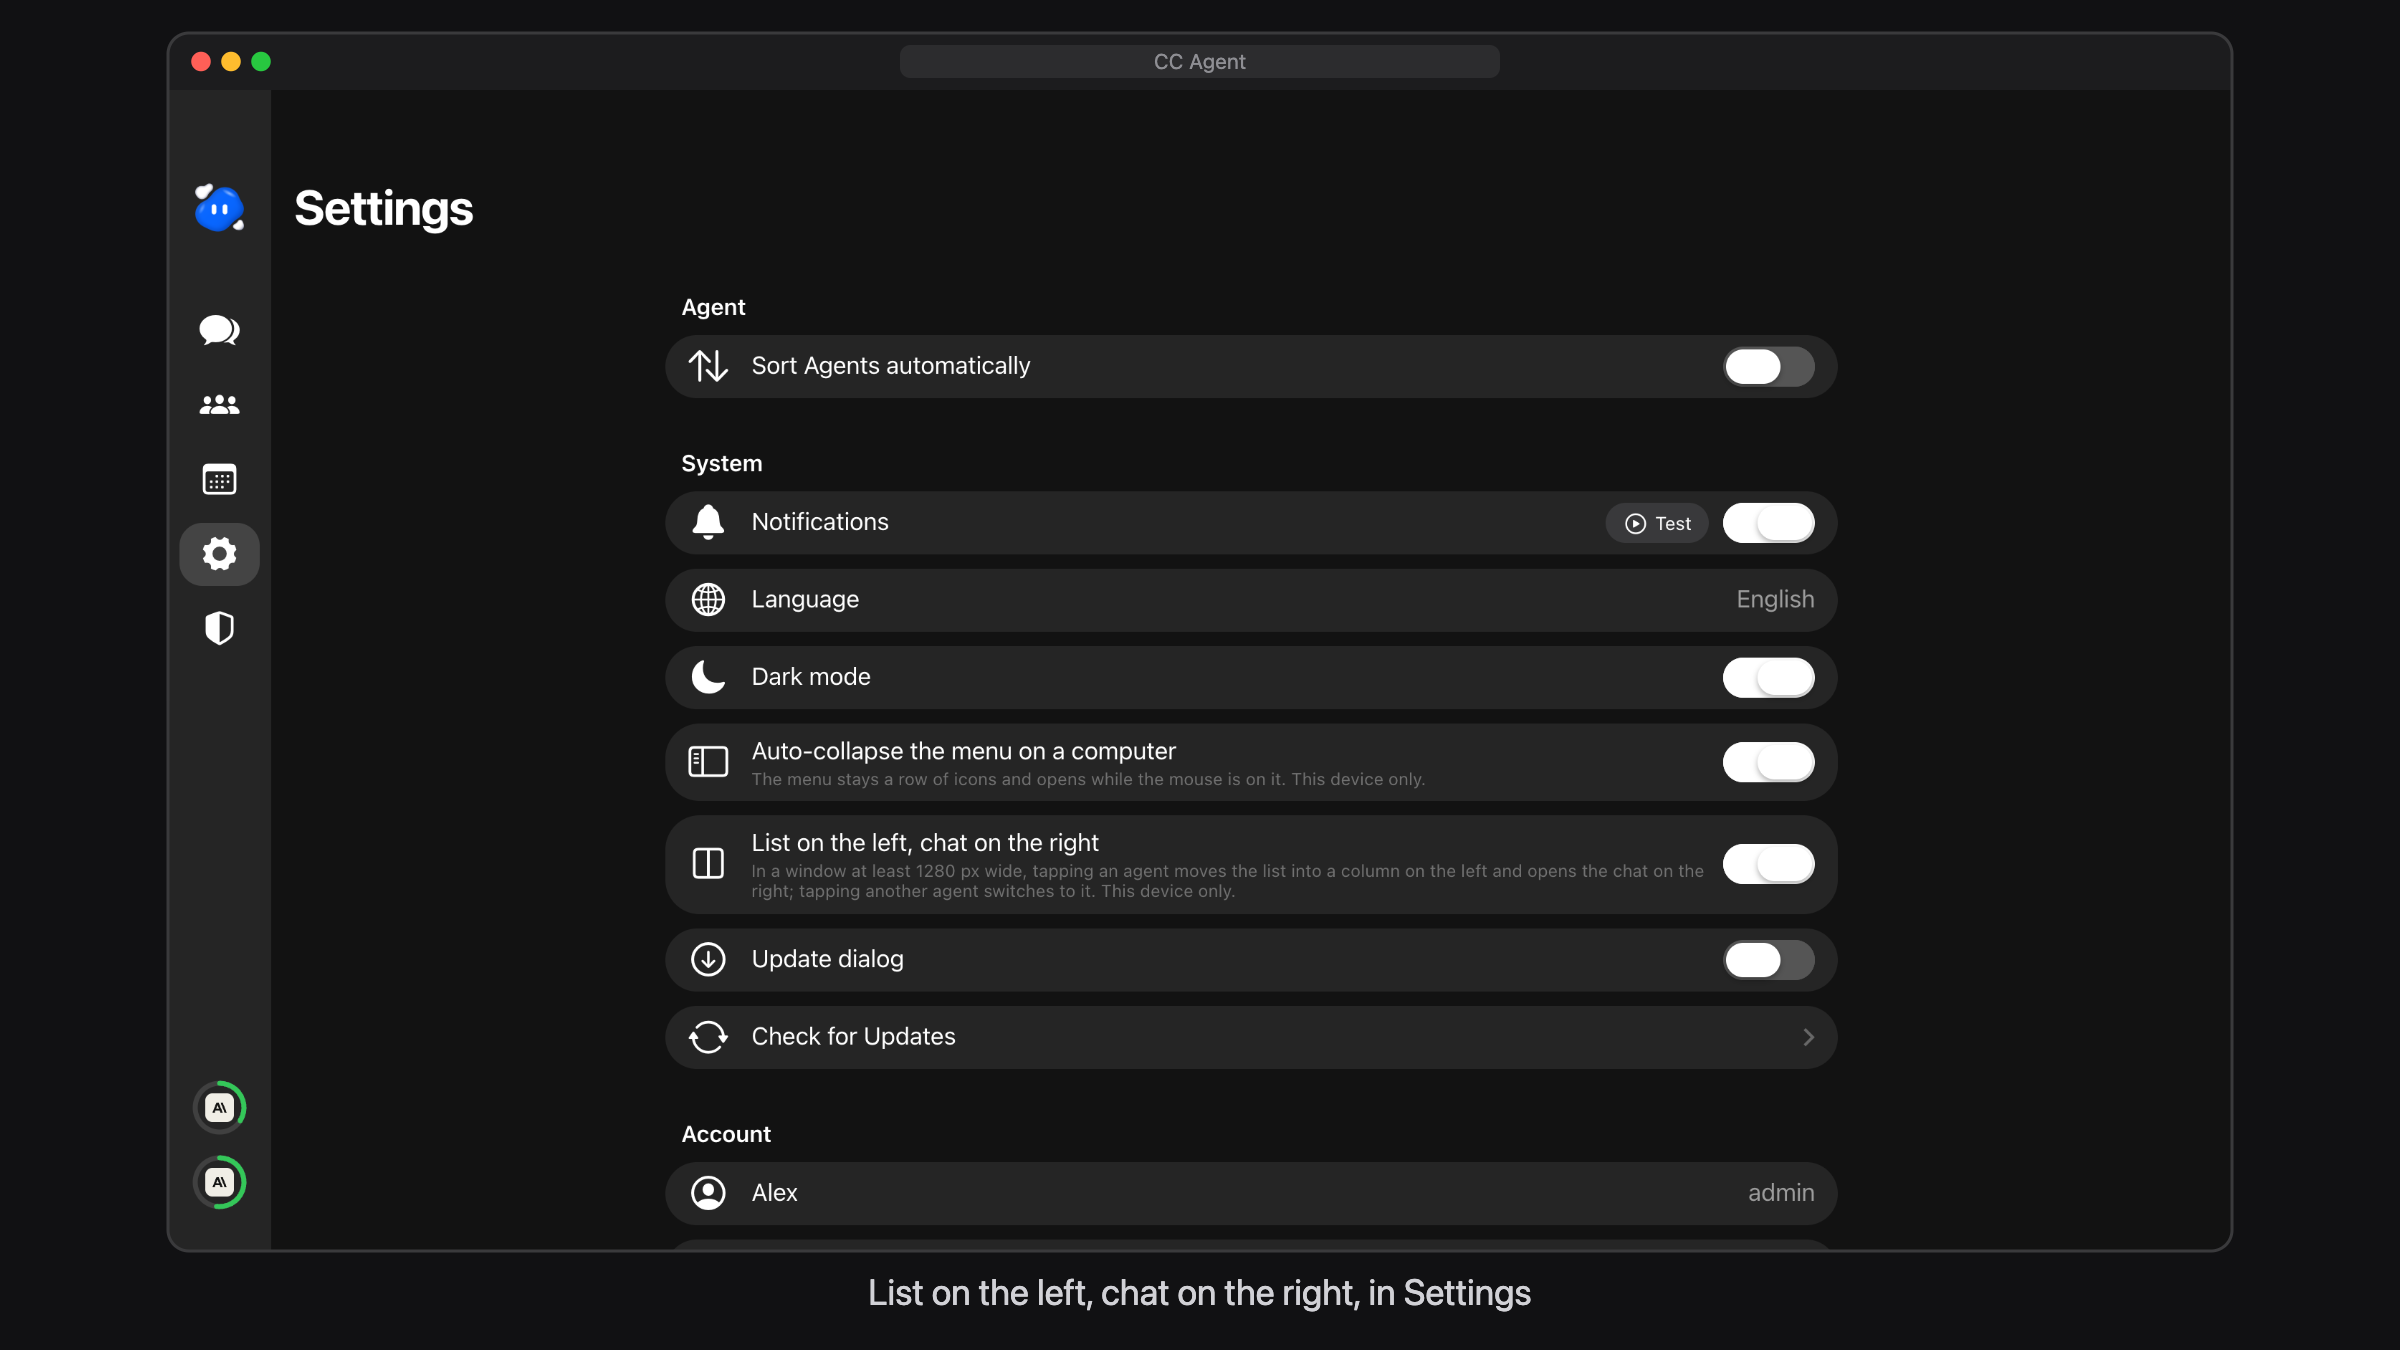 CC Agent
Settings
Agent
Sort Agents automatically
System
Notifications
Test
Language
English
Dark mode
Auto-collapse the menu on a computer
The menu stays a row of icons and opens while the mouse is on it. This device only.
List on the left, chat on the right
In a window at least 1280 px wide, tapping an agent moves the list into a column on the left and opens the chat on the
right; tapping another agent switches to it. This device only.
Update dialog
Check for Updates
Account
Alex
admin
List on the left, chat on the right, in Settings